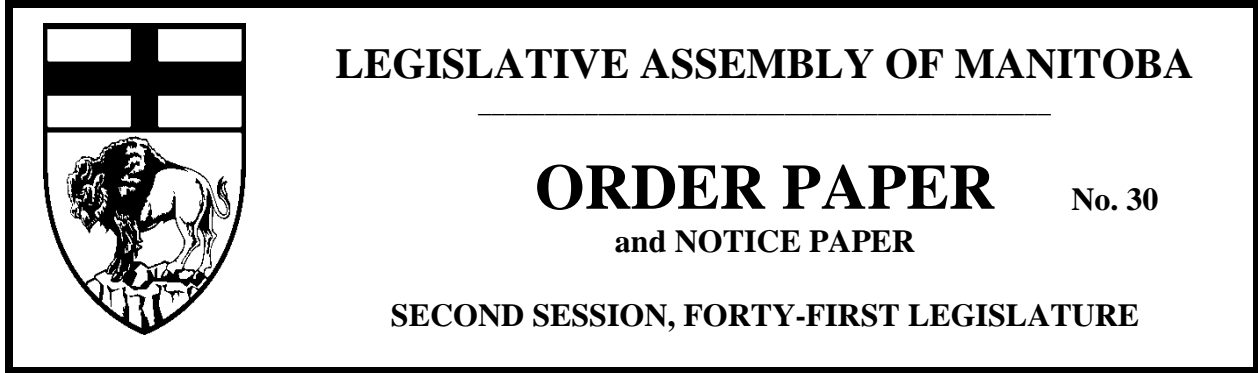 LEGISLATIVE ASSEMBLY OF MANITOBA
ORDER PAPER No. 30
and NOTICE PAPER
SECOND SESSION, FORTY-FIRST LEGISLATURE